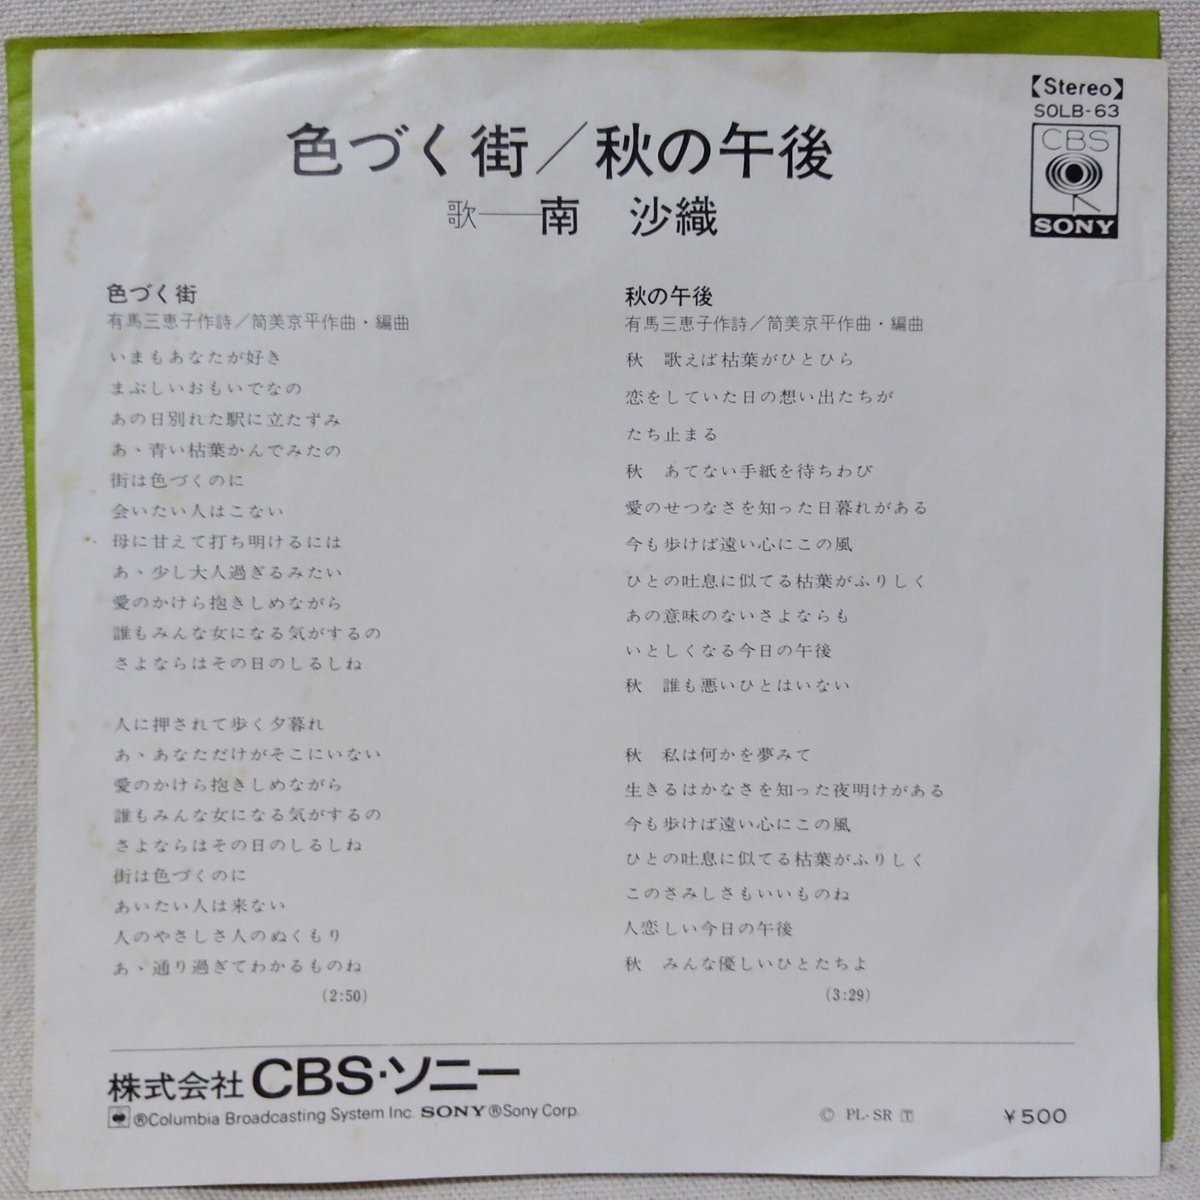 【Stereo】
SOLB-63
CBS
SONY
色づく街／秋の午後
歌──南 沙織
色づく街
有馬三恵子作詩／筒美京平作曲・編曲
いまもあなたが好き
まぶしいおもいでなの
あの日別れた駅に立たずみ
あゝ青い枯葉かんでみたの
街は色づくのに
会いたい人はこない
母に甘えて打ち明けるには
あゝ少し大人過ぎるみたい
愛のかけら抱きしめながら
誰もみんな女になる気がするの
さよならはその日のしるしね
人に押されて歩く夕暮れ
あゝあなただけがそこにいない
愛のかけら抱きしめながら
誰もみんな女になる気がするの
さよならはその日のしるしね
街は色づくのに
あいたい人は来ない
人のやさしさ人のぬくもり
あゝ通り過ぎてわかるものね
(2:50)
秋の午後
有馬三恵子作詩／筒美京平作曲・編曲
秋 歌えば枯葉がひとひら
恋をしていた日の想い出たちが
たち止まる
秋 あてない手紙を待ちわび
愛のせつなさを知った日暮れがある
今も歩けば遠い心にこの風
ひとの吐息に似てる枯葉がふりしく
あの意味のないさよならも
いとしくなる今日の午後
秋 誰も悪いひとはいない
秋 私は何かを夢みて
生きるはかなさを知った夜明けがある
今も歩けば遠い心にこの風
ひとの吐息に似てる枯葉がふりしく
このさみしさもいいものね
人恋しい今日の午後
秋 みんな優しいひとたちよ
(3:29)
株式会社 CBS・ソニー
®Columbia Broadcasting System Inc. SONY ®Sony Corp.
© PL・SR T
￥500